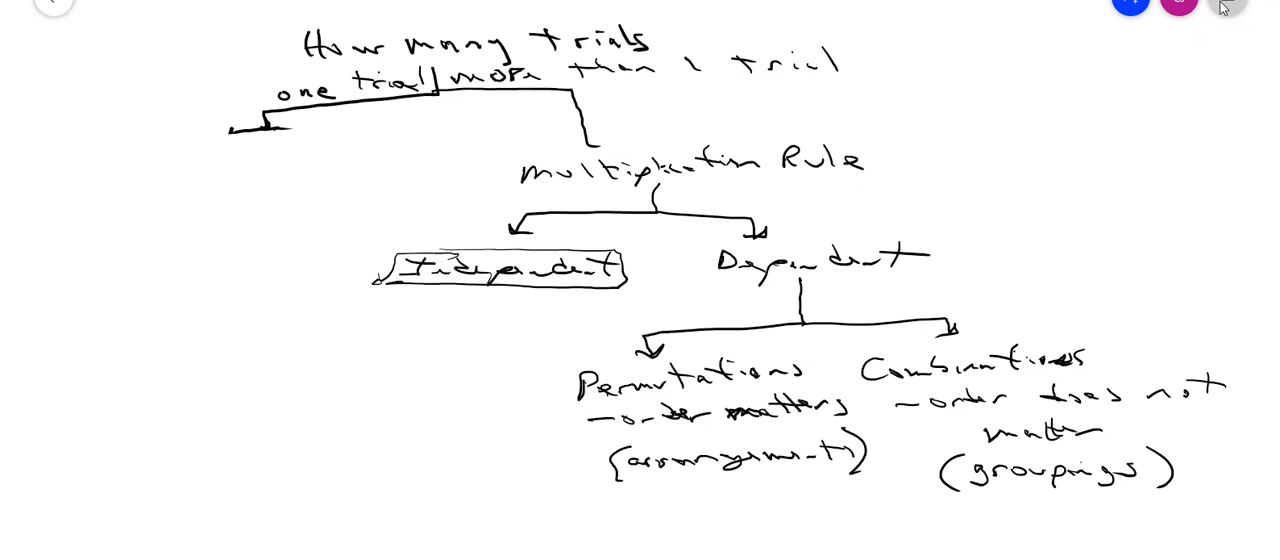 How many trials
one trial more than 1 trial
Multiplication Rule
Independent Dependent
Permutations Combinations
- order matters - order does not matter
(arrangements) (groupings)